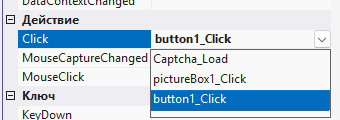 DataContextChanged
Действие
Click button1_Click
MouseCaptureChanged Captcha_Load
MouseClick pictureBox1_Click
button1_Click
Ключ
KeyDown